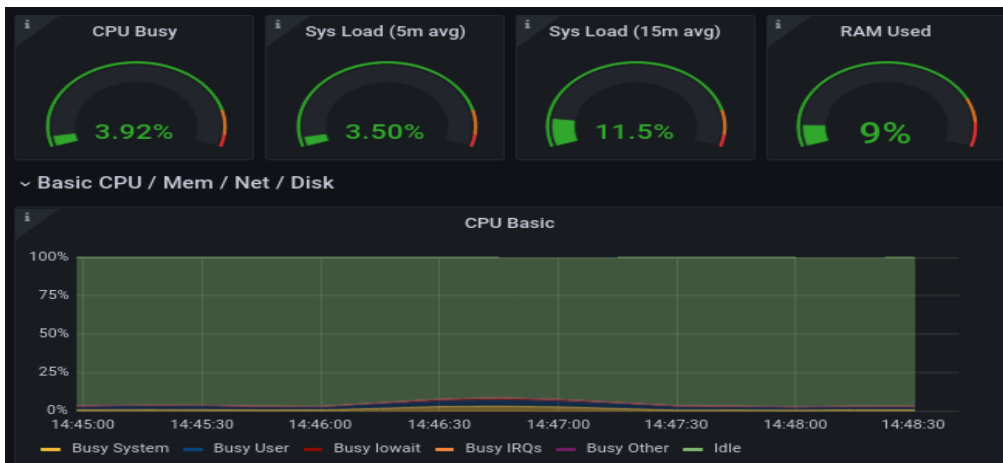 i CPU Busy
i Sys Load (5m avg)
i Sys Load (15m avg)
i RAM Used
3.92%
3.50%
11.5%
9%
Basic CPU / Mem / Net / Disk
i CPU Basic
100%
75%
50%
25%
0%
14:45:00 14:45:30 14:46:00 14:46:30 14:47:00 14:47:30 14:48:00 14:48:30
Busy System Busy User Busy Iowait Busy IRQs Busy Other Idle